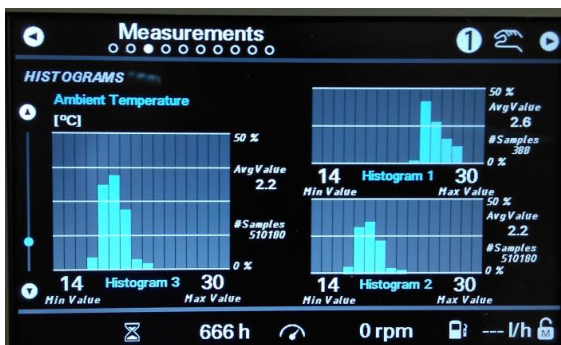 Measurements
1
HISTOGRAMS
Ambient Temperature
[ºC]
50 %
AvgValue
2.2
#Samples
510180
0 %
14 Histogram 3 30
Min Value Max Value
50 %
AvgValue
2.6
#Samples
388
0 %
14 Histogram 1 30
Min Value Max Value
50 %
AvgValue
2.2
#Samples
510180
0 %
14 Histogram 2 30
Min Value Max Value
666 h 0 rpm --- l/h M